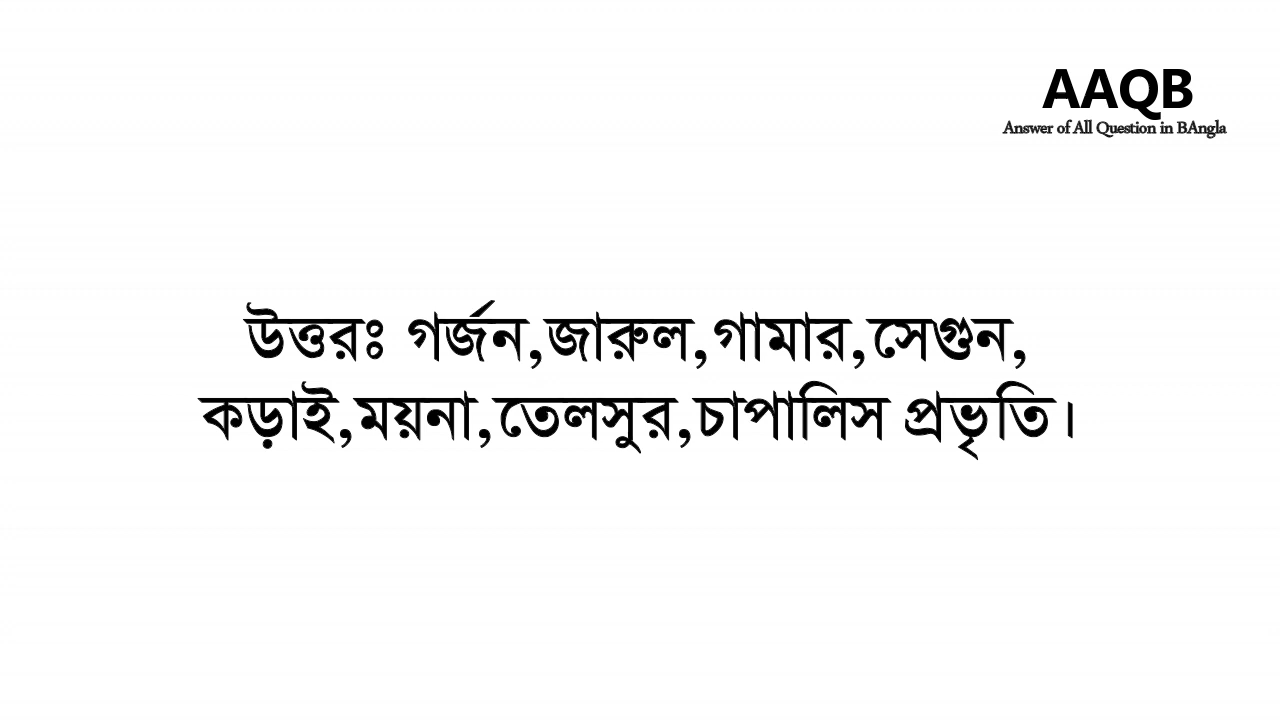 AAQB
Answer of All Question in BAngla
উত্তরঃ গর্জন,জারুল,গামার,সেগুন,
কড়াই,ময়না,তেলসুর,চাপালিস প্রভৃতি।